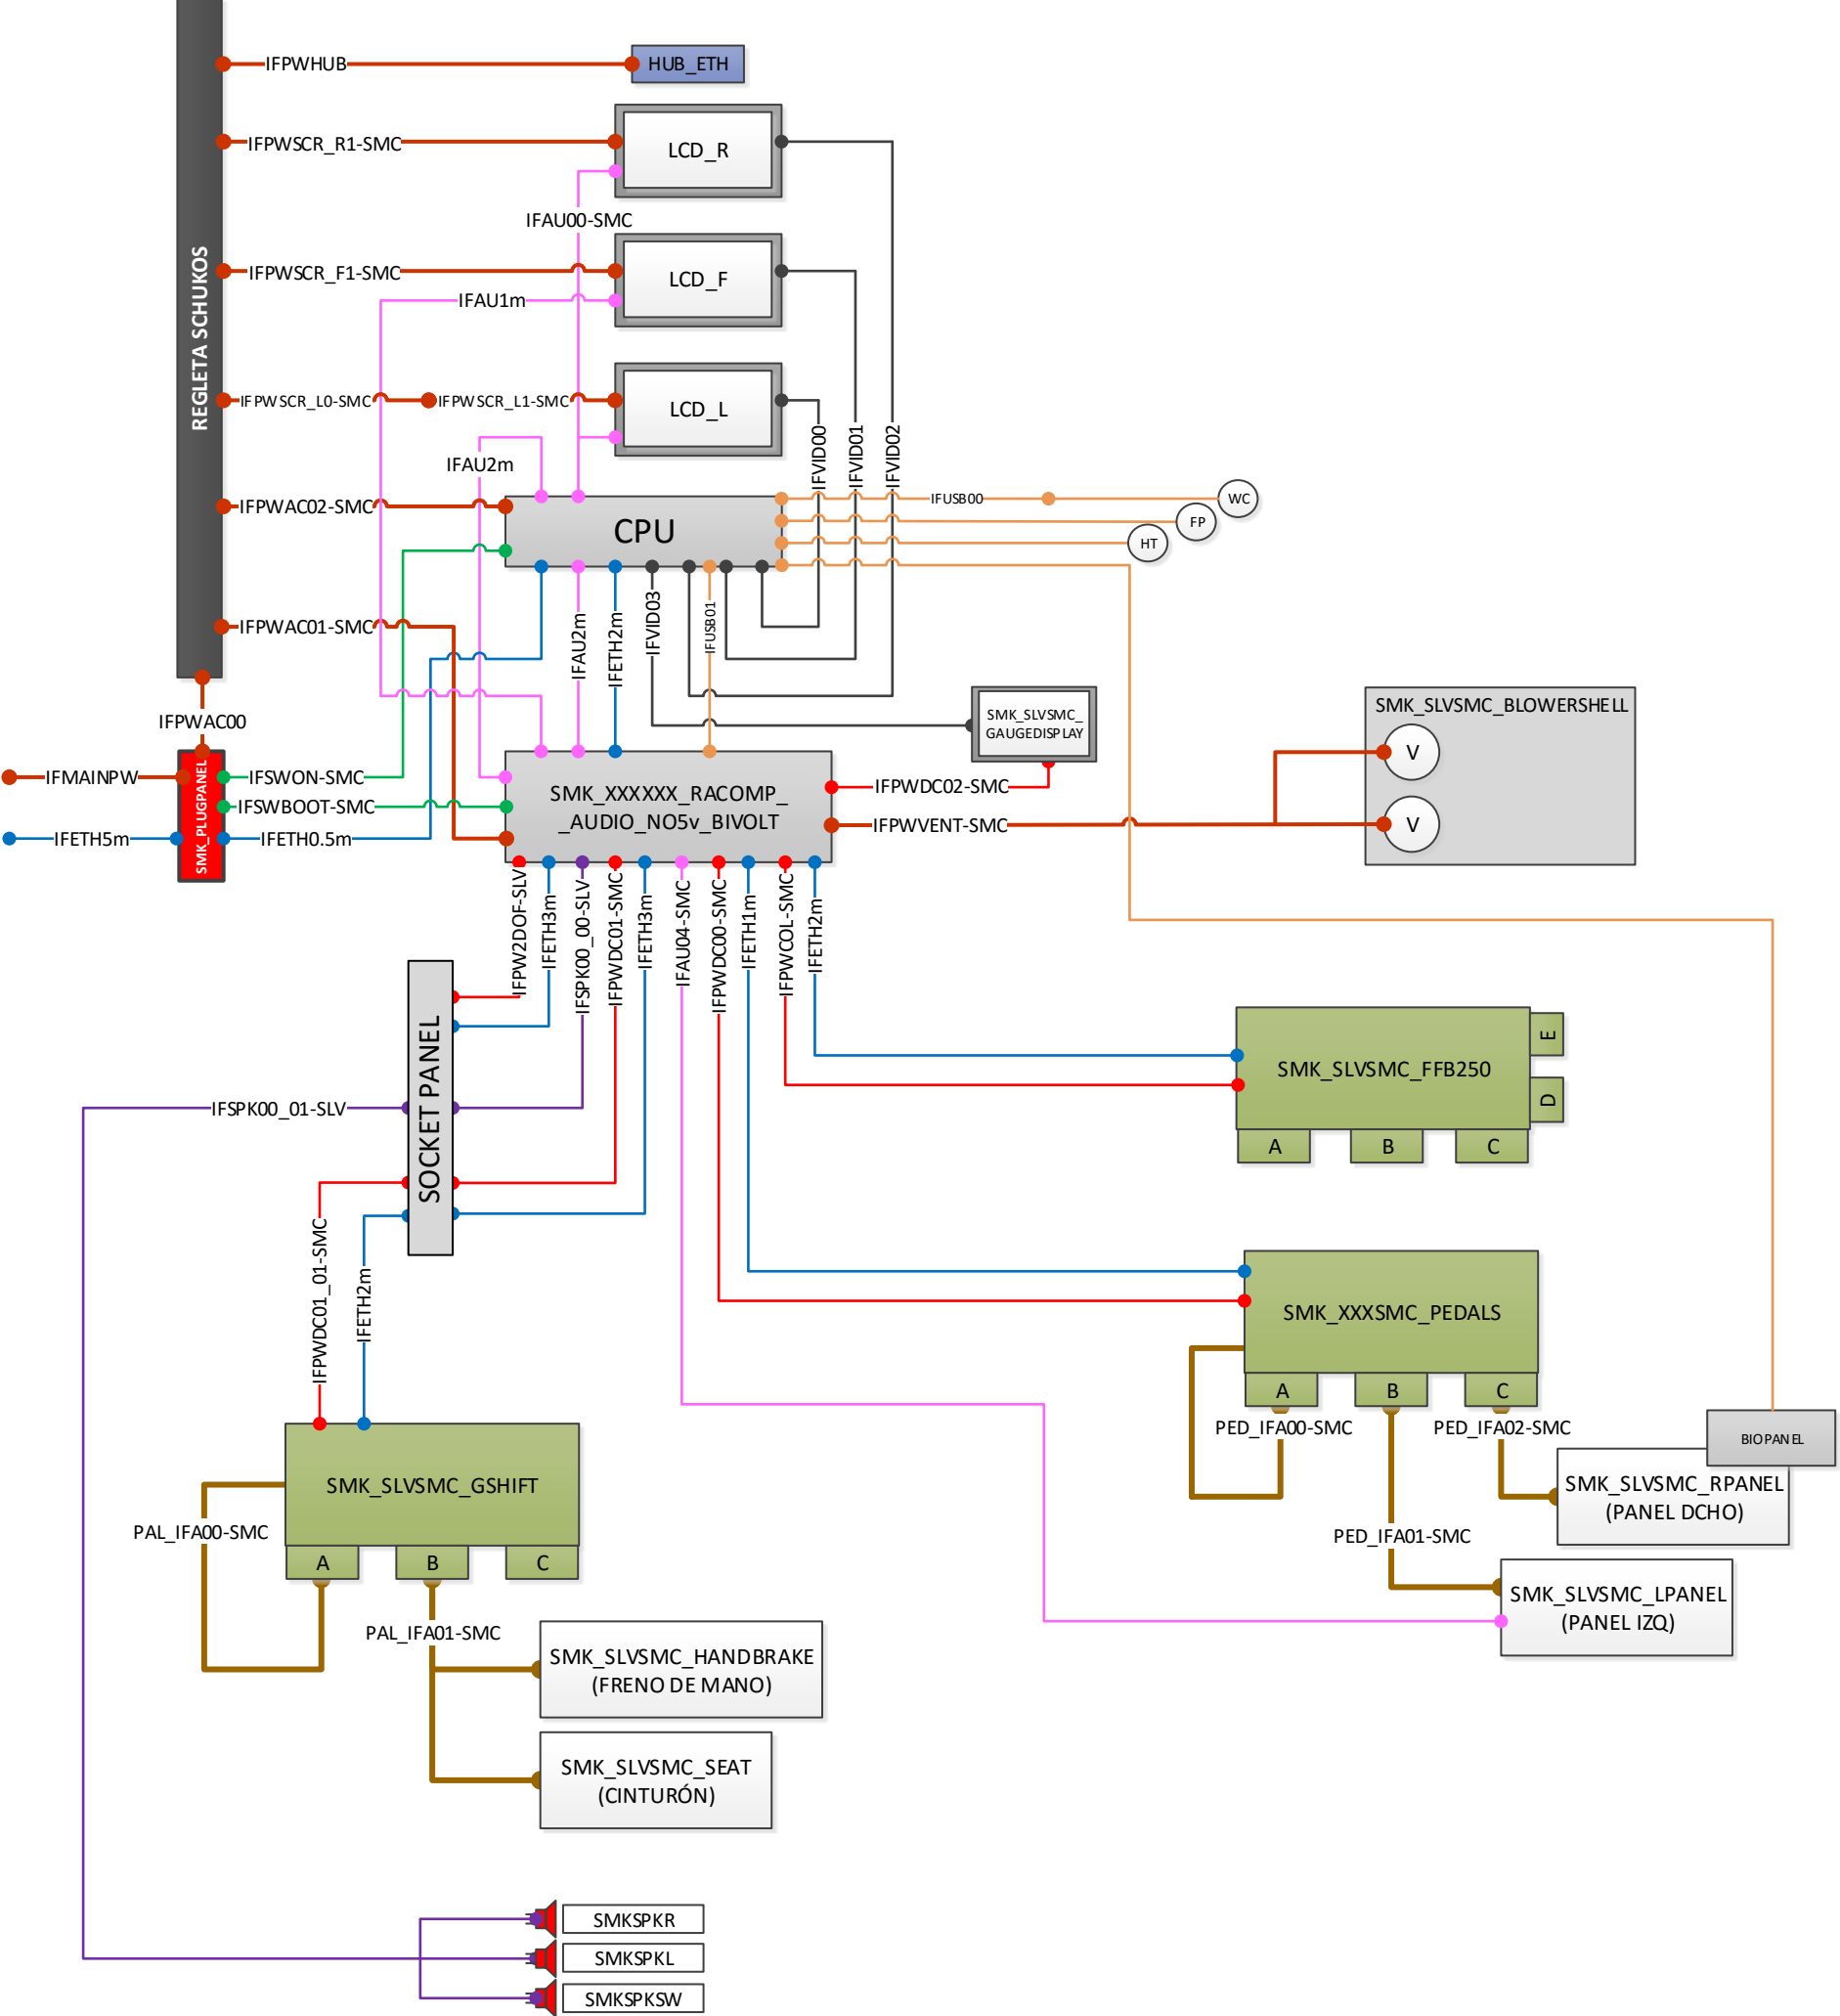 IFPWHUB
HUB_ETH
IFPWSCR_R1-SMC
LCD_R
IFAU00-SMC
REGLETA SCHUKOS
IFPWSCR_F1-SMC
LCD_F
IFAU1m
IFPWSCR_L0-SMC
IFPWSCR_L1-SMC
LCD_L
IFVID00
IFVID01
IFVID02
IFAU2m
IFPWAC02-SMC
CPU
IFUSB00
WC
FP
HT
IFPWAC01-SMC
IFAU2m
IFETH2m
IFVID03
IFUSB01
IFPWAC00
SMK_SLVSMC_
GAUGEDISPLAY
SMK_SLVSMC_BLOWERSHELL
V
V
IFMAINPW
SMK_PLUGPANEL
IFSWON-SMC
IFSWBOOT-SMC
IFETH5m
IFETH0.5m
SMK_XXXXXX_RACOMP_
_AUDIO_NO5v_BIVOLT
IFPWDC02-SMC
IFPWVENT-SMC
IFPW2DOF-SLV
IFETH3m
IFSPK00_00-SLV
IFPWDC01-SMC
IFETH3m
IFAU04-SMC
IFPWDC00-SMC
IFETH1m
IFPWCOL-SMC
IFETH2m
SOCKET PANEL
IFSPK00_01-SLV
SMK_SLVSMC_FFB250
E
D
A
B
C
IFPWDC01_01-SMC
IFETH2m
SMK_XXXSMC_PEDALS
A
B
C
PED_IFA00-SMC
PED_IFA02-SMC
BIOPANEL
SMK_SLVSMC_RPANEL
(PANEL DCHO)
PED_IFA01-SMC
SMK_SLVSMC_LPANEL
(PANEL IZQ)
SMK_SLVSMC_GSHIFT
PAL_IFA00-SMC
A
B
C
PAL_IFA01-SMC
SMK_SLVSMC_HANDBRAKE
(FRENO DE MANO)
SMK_SLVSMC_SEAT
(CINTURÓN)
SMKSPKR
SMKSPKL
SMKSPKSW